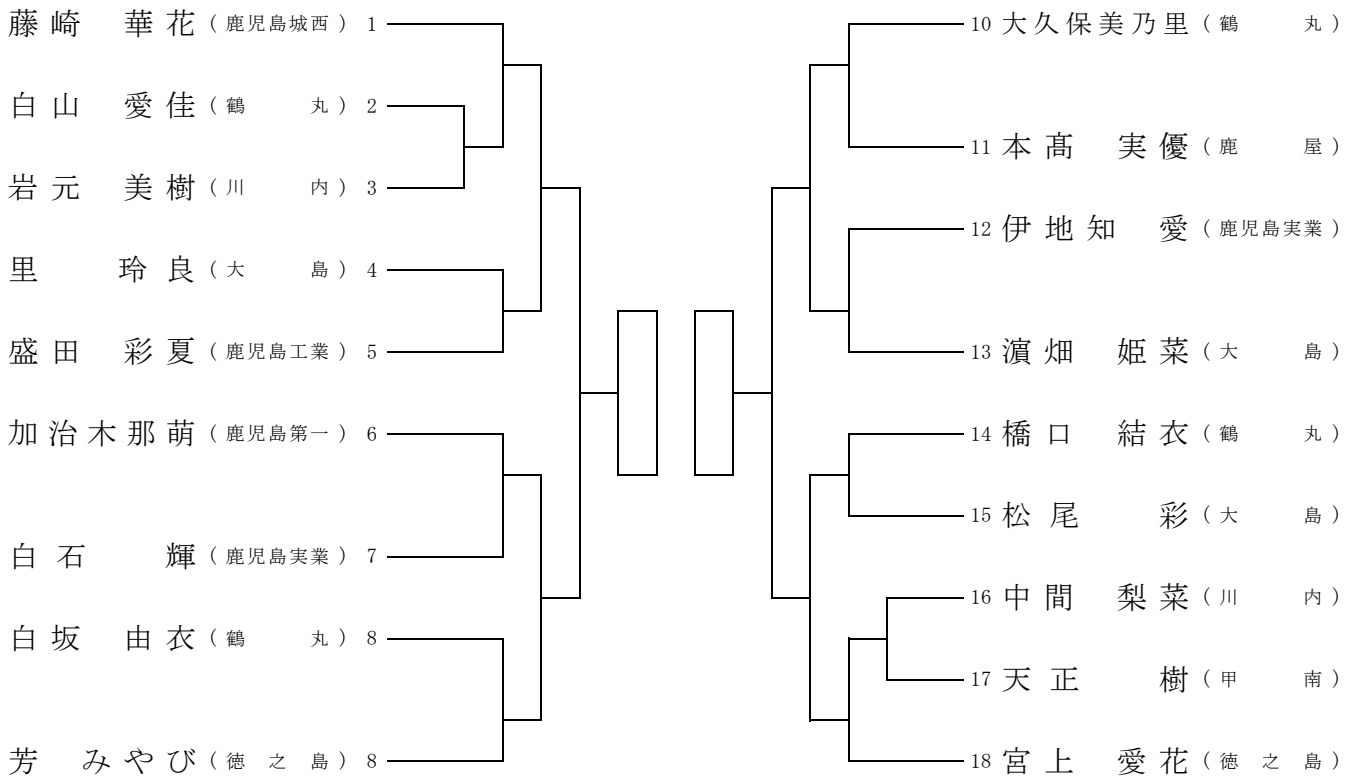 藤崎 華花（鹿児島城西） 1
白山 愛佳（鶴 丸） 2
岩元 美樹（川 内） 3
里 玲良（大 島） 4
盛田 彩夏（鹿児島工業） 5
加治木那萌（鹿児島第一） 6
白石 輝（鹿児島実業） 7
白坂 由衣（鶴 丸） 8
芳 みやび（徳 之 島） 8
10 大久保美乃里（鶴 丸）
11 本髙 実優（鹿 屋）
12 伊地知 愛（鹿児島実業）
13 濵畑 姫菜（大 島）
14 橋口 結衣（鶴 丸）
15 松尾 彩（大 島）
16 中間 梨菜（川 内）
17 天正 樹（甲 南）
18 宮上 愛花（徳 之 島）